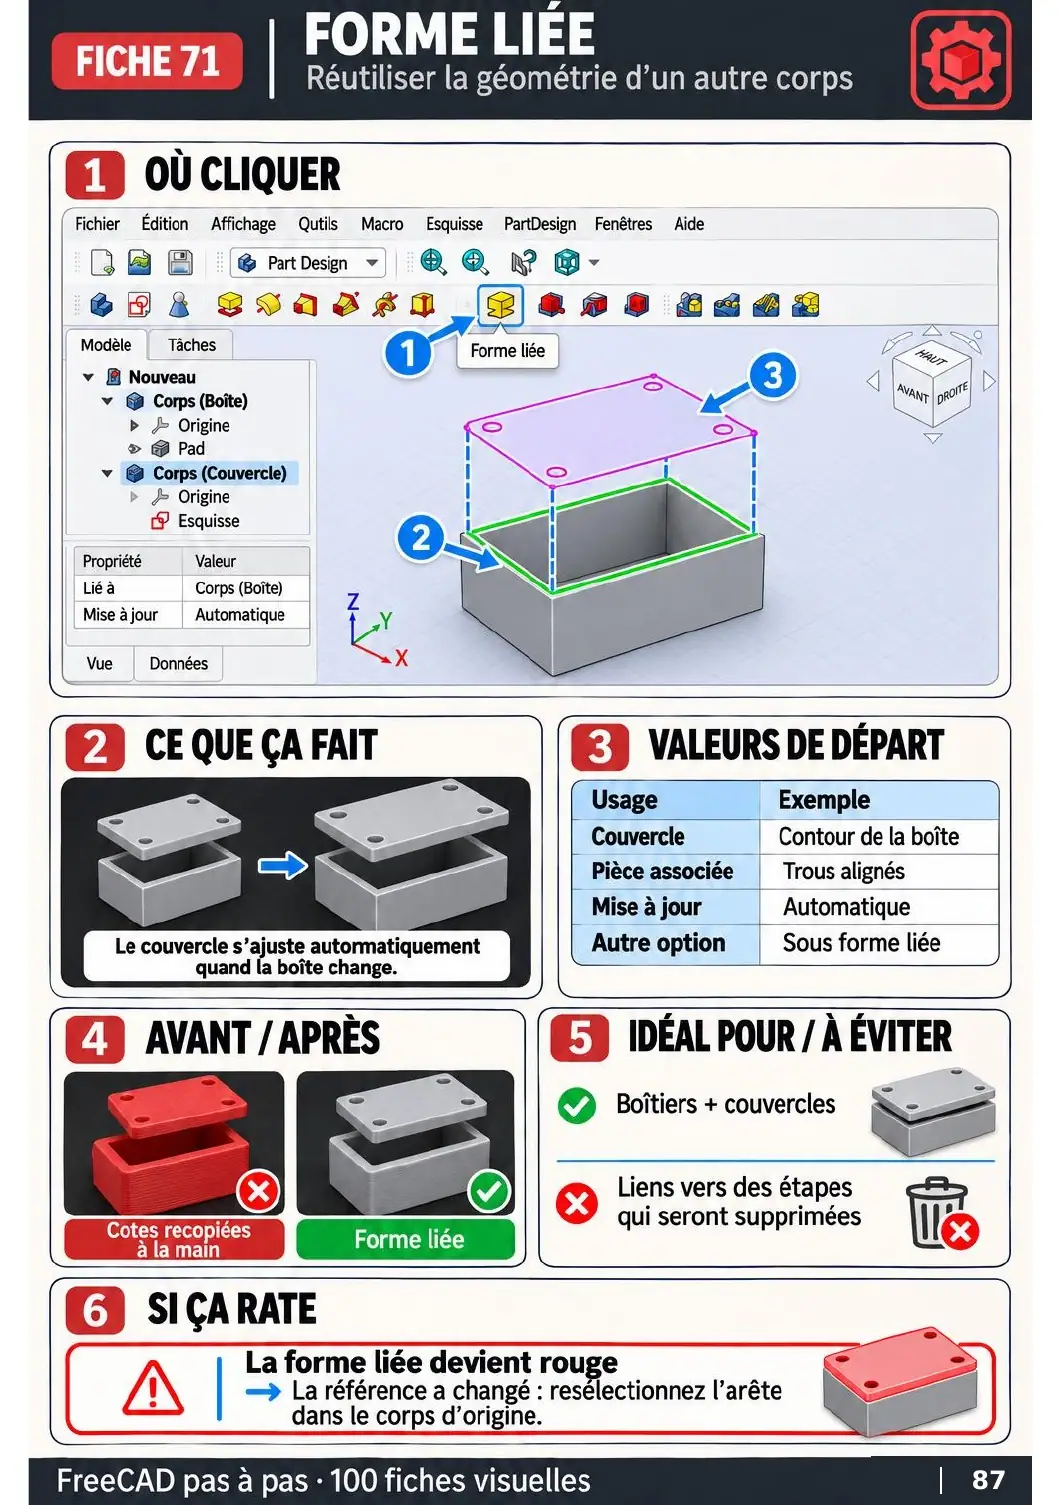 FICHE 71
FORME LIÉE
Réutiliser la géométrie d'un autre corps
1 OÙ CLIQUER
Fichier Édition Affichage Outils Macro Esquisse PartDesign Fenêtres Aide
Part Design
1
Forme liée
Modèle Tâches
Nouveau
Corps (Boîte)
Origine
Pad
Corps (Couvercle)
Origine
Esquisse
Propriété Valeur
Lié à Corps (Boîte)
Mise à jour Automatique
Vue Données
3
2
HAUT
AVANT DROITE
Z
Y
X
2 CE QUE ÇA FAIT
Le couvercle s'ajuste automatiquement
quand la boîte change.
3 VALEURS DE DÉPART
Usage Exemple
Couvercle Contour de la boîte
Pièce associée Trous alignés
Mise à jour Automatique
Autre option Sous forme liée
4 AVANT / APRÈS
Cotes recopiées
à la main
Forme liée
5 IDÉAL POUR / À ÉVITER
Boîtiers + couvercles
Liens vers des étapes
qui seront supprimées
6 SI ÇA RATE
La forme liée devient rouge
→ La référence a changé : resélectionnez l'arête
dans le corps d'origine.
FreeCAD pas à pas · 100 fiches visuelles | 87